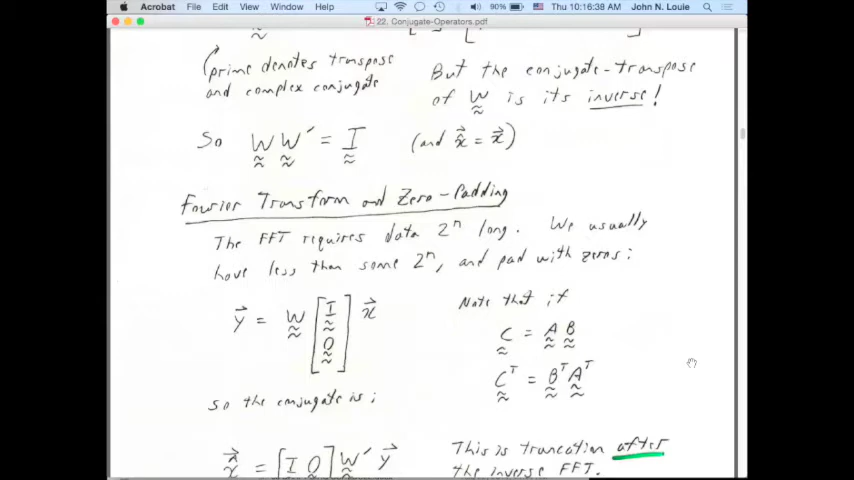 Acrobat File Edit View Window Help 90% Thu 10:16:38 AM John N. Louie
22. Conjugate-Operators.pdf
prime denotes transpose
and complex conjugate
But the conjugate-transpose
of W is its inverse!
So W W′ = I (and x̂ = x⃗)
Fourier Transform and Zero-Padding
The FFT requires data 2ⁿ long. We usually
have less than some 2ⁿ, and pad with zeros:
y⃗ = W [I 0] x⃗
Note that if
C = A B
Cᵀ = Bᵀ Aᵀ
so the conjugate is:
x̂ = [I 0] W′ y⃗
This is truncation after
the inverse FFT.